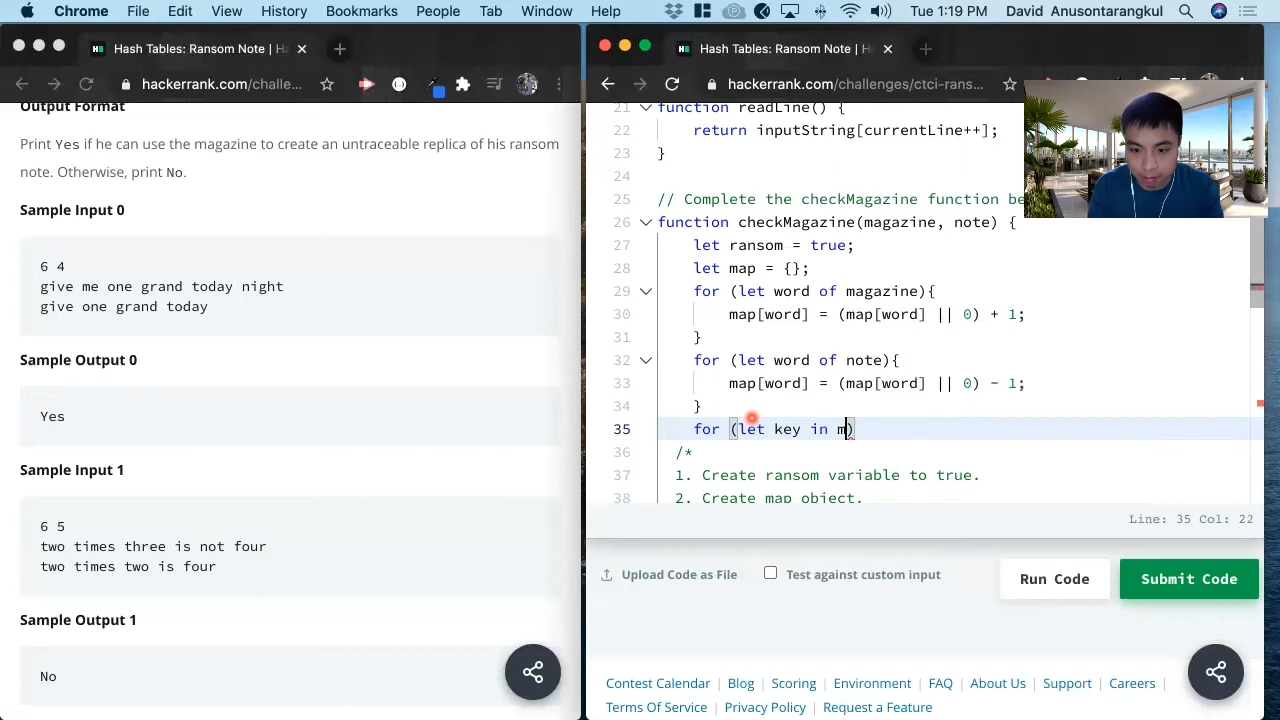 Chrome File Edit View History Bookmarks People Tab Window Help Tue 1:19 PM David Anusontarangkul
Hash Tables: Ransom Note | Ha
hackerrank.com/challe...
Output Format
Print Yes if he can use the magazine to create an untraceable replica of his ransom
note. Otherwise, print No.
Sample Input 0
6 4
give me one grand today night
give one grand today
Sample Output 0
Yes
Sample Input 1
6 5
two times three is not four
two times two is four
Sample Output 1
No
Hash Tables: Ransom Note | H
hackerrank.com/challenges/ctci-rans...
21 function readLine() {
22 return inputString[currentLine++];
23 }
24
25 // Complete the checkMagazine function be
26 function checkMagazine(magazine, note) {
27 let ransom = true;
28 let map = {};
29 for (let word of magazine){
30 map[word] = (map[word] || 0) + 1;
31 }
32 for (let word of note){
33 map[word] = (map[word] || 0) - 1;
34 }
35 for (let key in m)
36 /*
37 1. Create ransom variable to true.
38 2. Create map object.
Line: 35 Col: 22
Upload Code as File
Test against custom input
Run Code
Submit Code
Contest Calendar | Blog | Scoring | Environment | FAQ | About Us | Support | Careers |
Terms Of Service | Privacy Policy | Request a Feature